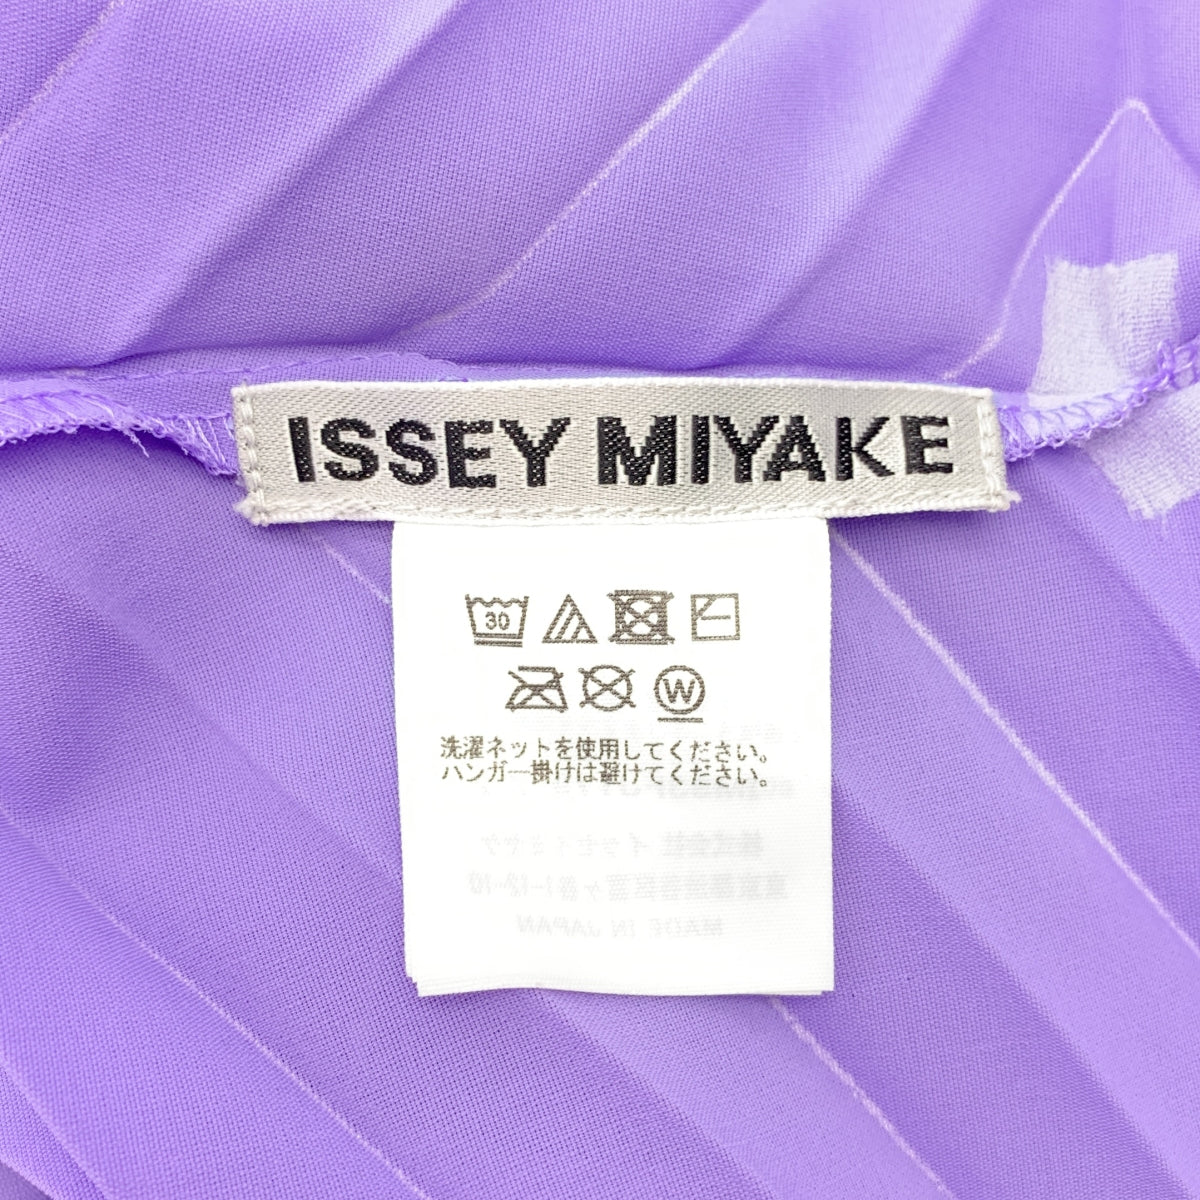 ISSEY MIYAKE
30
W
洗濯ネットを使用してください。
ハンガー掛けは避けてください。